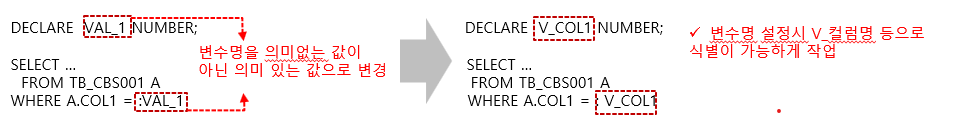 DECLARE VAL_1 NUMBER;
SELECT ...
FROM TB_CBS001 A
WHERE A.COL1 = :VAL_1
변수명을 의미없는 값이
아닌 의미 있는 값으로 변경
DECLARE V_COL1 NUMBER;
SELECT ...
FROM TB_CBS001 A
WHERE A.COL1 = : V_COL1
✓ 변수명 설정시 V_컬럼명 등으로
식별이 가능하게 작업